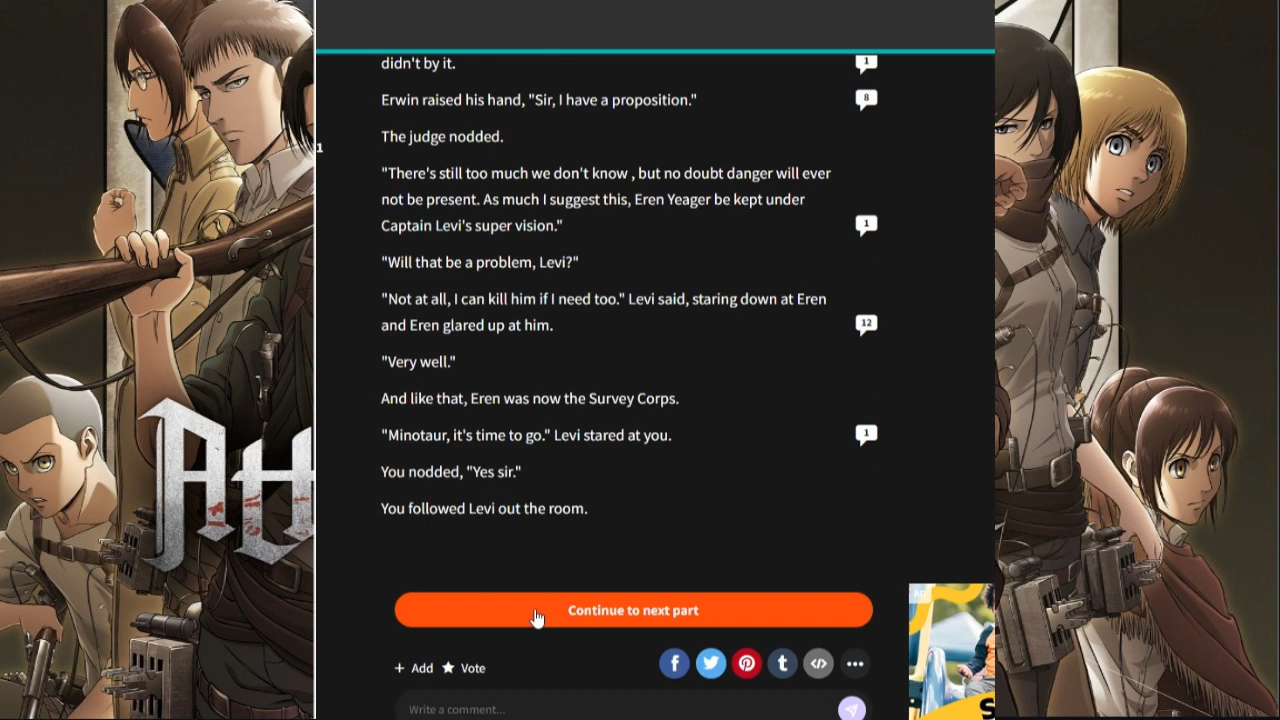 didn't by it.
1
Erwin raised his hand, "Sir, I have a proposition."
8
The judge nodded.
1
"There's still too much we don't know , but no doubt danger will ever
not be present. As much I suggest this, Eren Yeager be kept under
Captain Levi's super vision."
1
"Will that be a problem, Levi?"
"Not at all, I can kill him if I need too." Levi said, staring down at Eren
and Eren glared up at him.
12
"Very well."
And like that, Eren was now the Survey Corps.
"Minotaur, it's time to go." Levi stared at you.
1
You nodded, "Yes sir."
You followed Levi out the room.
Att
AD
Continue to next part
+ Add ★ Vote
f t </> •••
Write a comment...
S